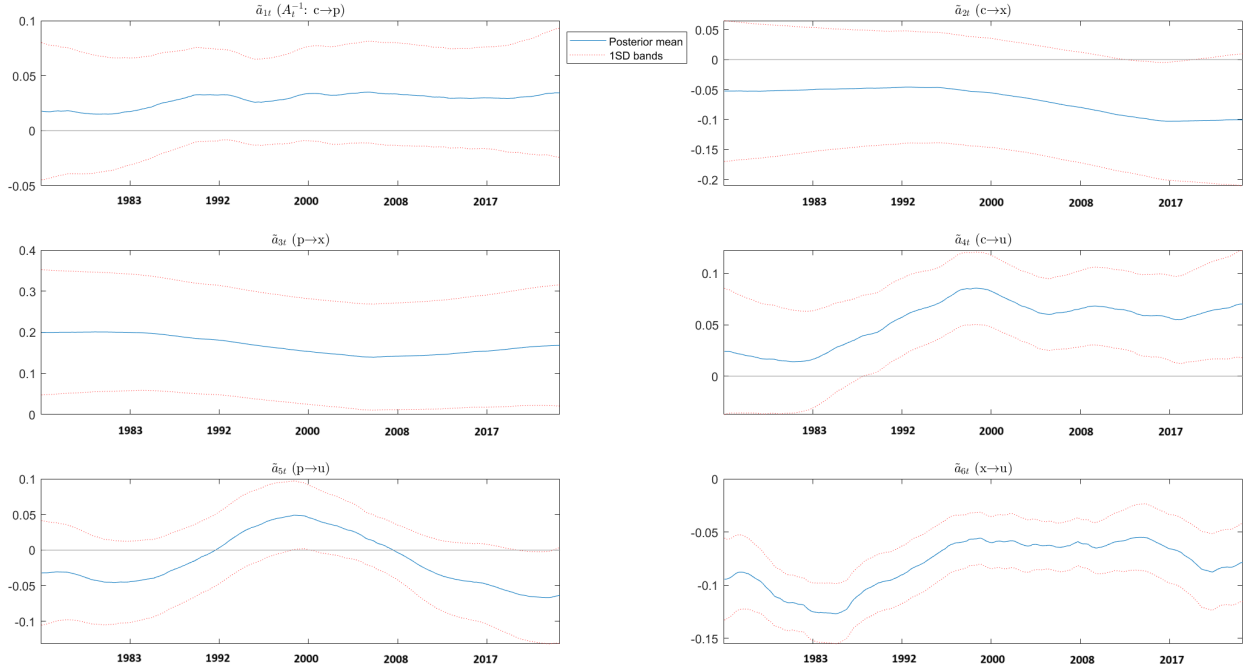 ã₁ₜ (Aₜ⁻¹: c→p)
0.1
0.05
0
-0.05
1983 1992 2000 2008 2017
Posterior mean
1SD bands
ã₂ₜ (c→x)
0.05
0
-0.05
-0.1
-0.15
-0.2
1983 1992 2000 2008 2017
ã₃ₜ (p→x)
0.4
0.3
0.2
0.1
0
1983 1992 2000 2008 2017
ã₄ₜ (c→u)
0.1
0.05
0
1983 1992 2000 2008 2017
ã₅ₜ (p→u)
0.1
0.05
0
-0.05
-0.1
1983 1992 2000 2008 2017
ã₆ₜ (x→u)
0
-0.05
-0.1
-0.15
1983 1992 2000 2008 2017